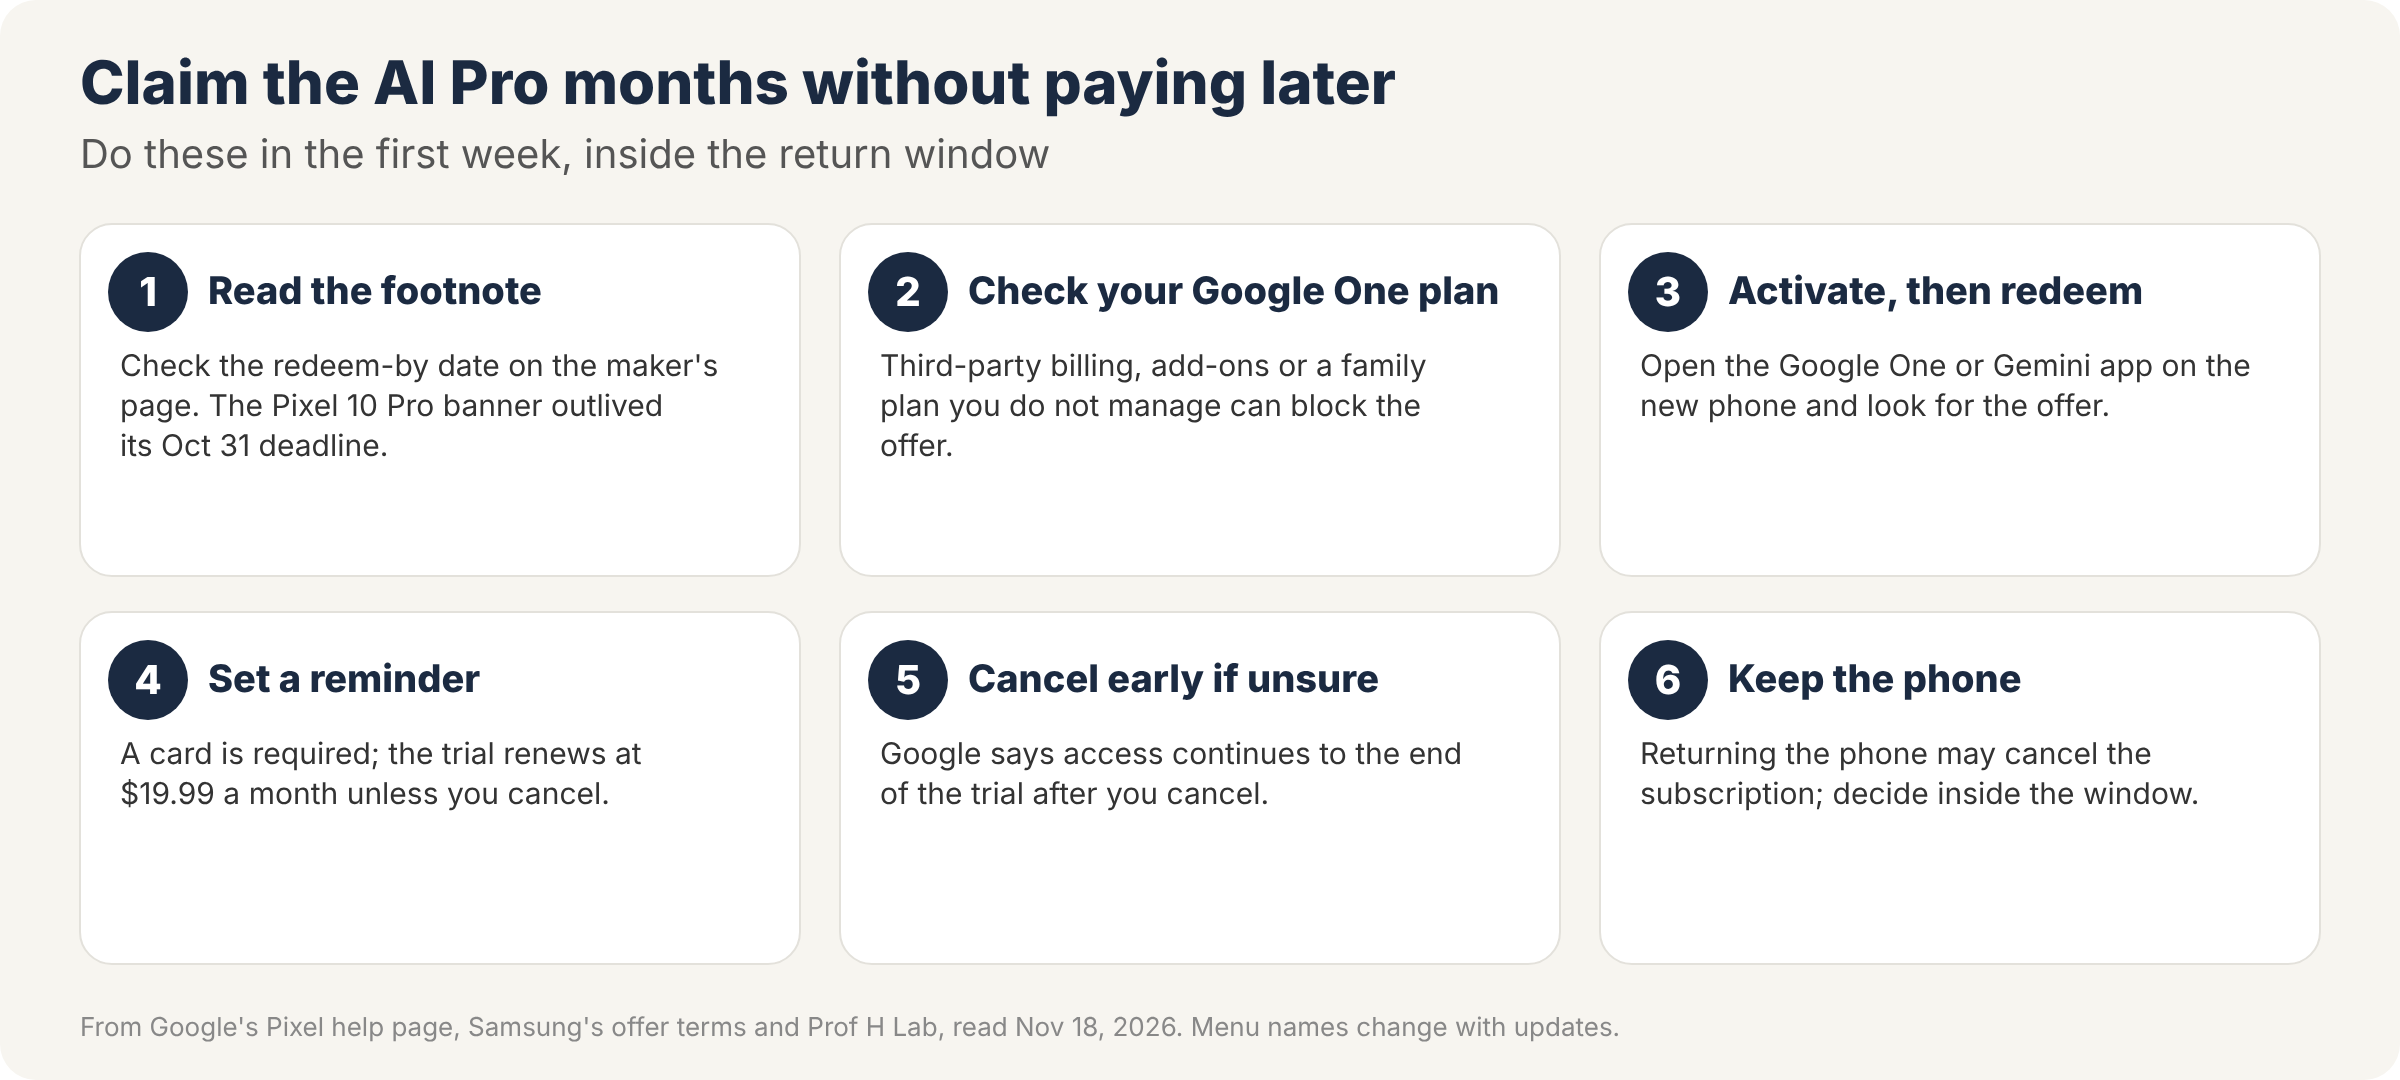 Claim the AI Pro months without paying later
Do these in the first week, inside the return window
1 Read the footnote
Check the redeem-by date on the maker's
page. The Pixel 10 Pro banner outlived
its Oct 31 deadline.
2 Check your Google One plan
Third-party billing, add-ons or a family
plan you do not manage can block the
offer.
3 Activate, then redeem
Open the Google One or Gemini app on the
new phone and look for the offer.
4 Set a reminder
A card is required; the trial renews at
$19.99 a month unless you cancel.
5 Cancel early if unsure
Google says access continues to the end
of the trial after you cancel.
6 Keep the phone
Returning the phone may cancel the
subscription; decide inside the window.
From Google's Pixel help page, Samsung's offer terms and Prof H Lab, read Nov 18, 2026. Menu names change with updates.